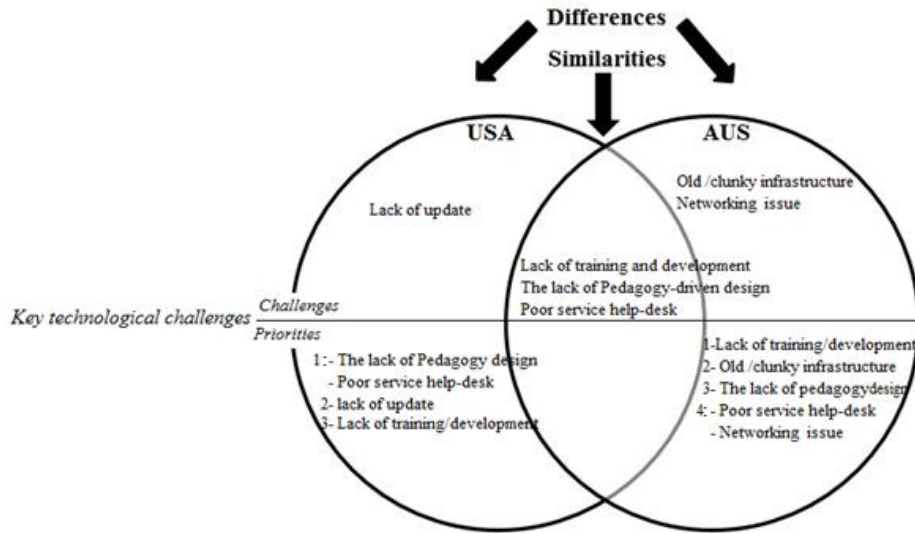 Differences
Similarities
USA
AUS
Lack of update
Old /clunky infrastructure
Networking issue
Lack of training and development
The lack of Pedagogy-driven design
Poor service help-desk
Key technological challenges
Challenges
Priorities
1:- The lack of Pedagogy design
- Poor service help-desk
2- lack of update
3- Lack of training/development
1-Lack of training/development
2- Old /clunky infrastructure
3- The lack of pedagogydesign
4: - Poor service help-desk
- Networking issue